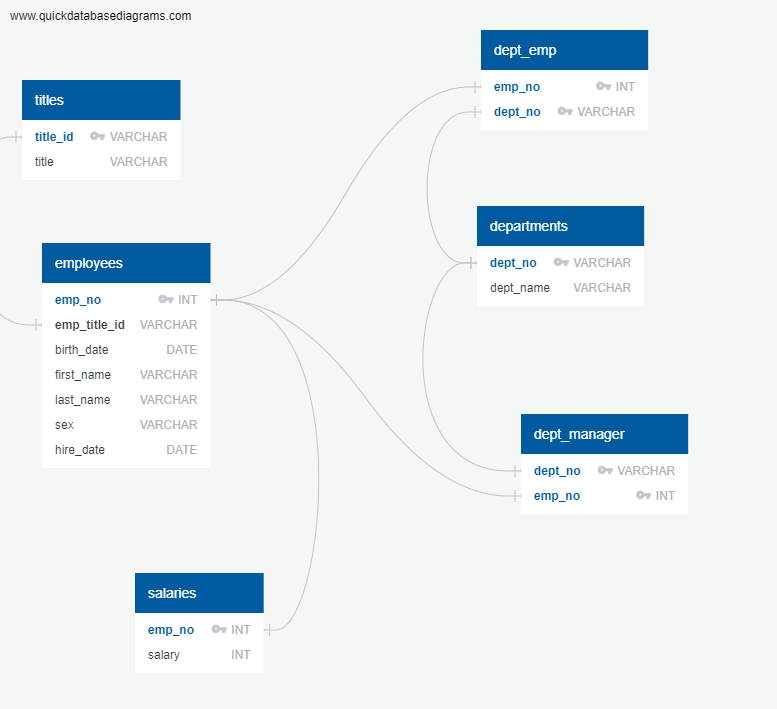 www.quickdatabasediagrams.com
titles
title_id VARCHAR
title VARCHAR
employees
emp_no INT
emp_title_id VARCHAR
birth_date DATE
first_name VARCHAR
last_name VARCHAR
sex VARCHAR
hire_date DATE
salaries
emp_no INT
salary INT
dept_emp
emp_no INT
dept_no VARCHAR
departments
dept_no VARCHAR
dept_name VARCHAR
dept_manager
dept_no VARCHAR
emp_no INT